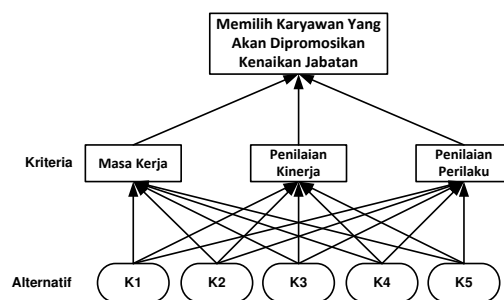 Memilih Karyawan Yang
Akan Dipromosikan
Kenaikan Jabatan
Kriteria
Masa Kerja
Penilaian
Kinerja
Penilaian
Perilaku
Alternatif
K1
K2
K3
K4
K5